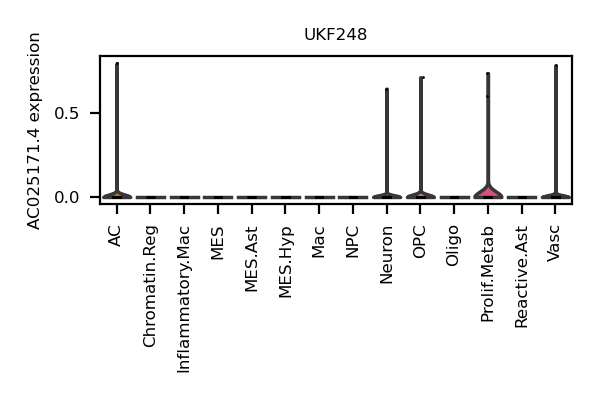 UKF248
AC025171.4 expression
0.5
0.0
AC
Chromatin.Reg
Inflammatory.Mac
MES
MES.Ast
MES.Hyp
Mac
NPC
Neuron
OPC
Oligo
Prolif.Metab
Reactive.Ast
Vasc